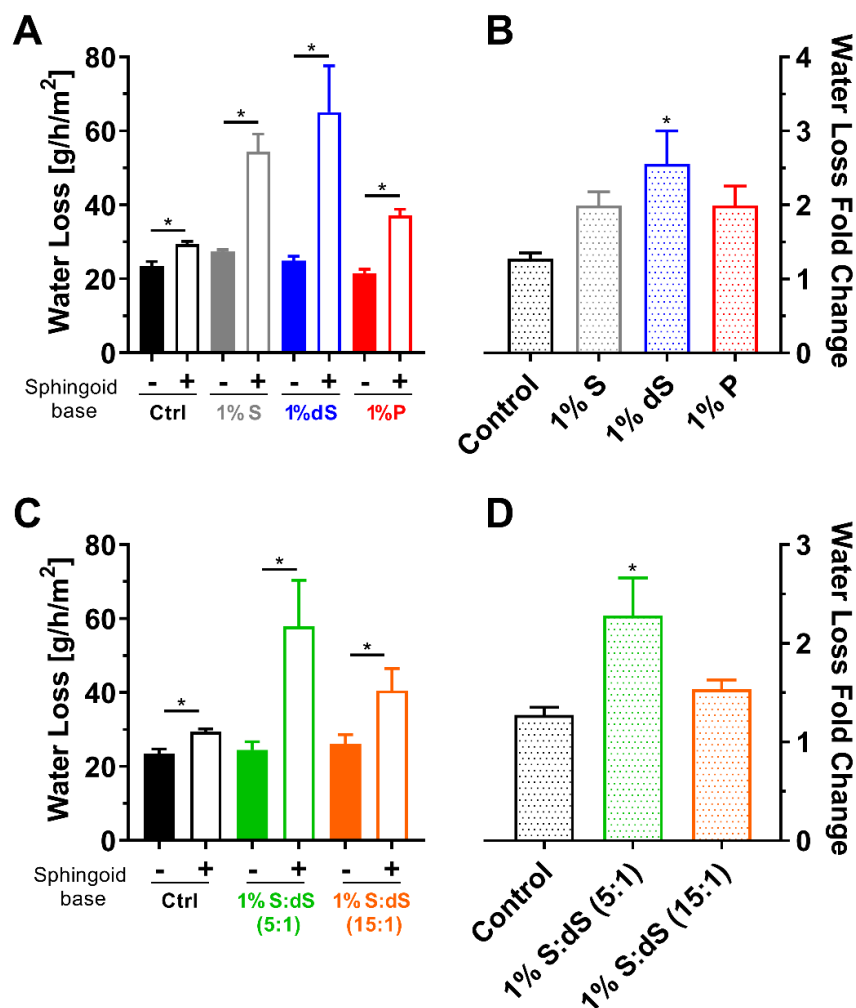 A
B
Water Loss [g/h/m²]
80
60
40
20
0
*
*
*
*
Sphingoid
base
- + - + - + - +
Ctrl 1% S 1%dS 1%P
*
4
3
2
1
0
Water Loss Fold Change
Control
1% S
1% dS
1% P
C
D
Water Loss [g/h/m²]
80
60
40
20
0
*
*
*
Sphingoid
base
- + - + - +
Ctrl 1% S:dS 1% S:dS
(5:1) (15:1)
*
3
2
1
0
Water Loss Fold Change
Control
1% S:dS (5:1)
1% S:dS (15:1)